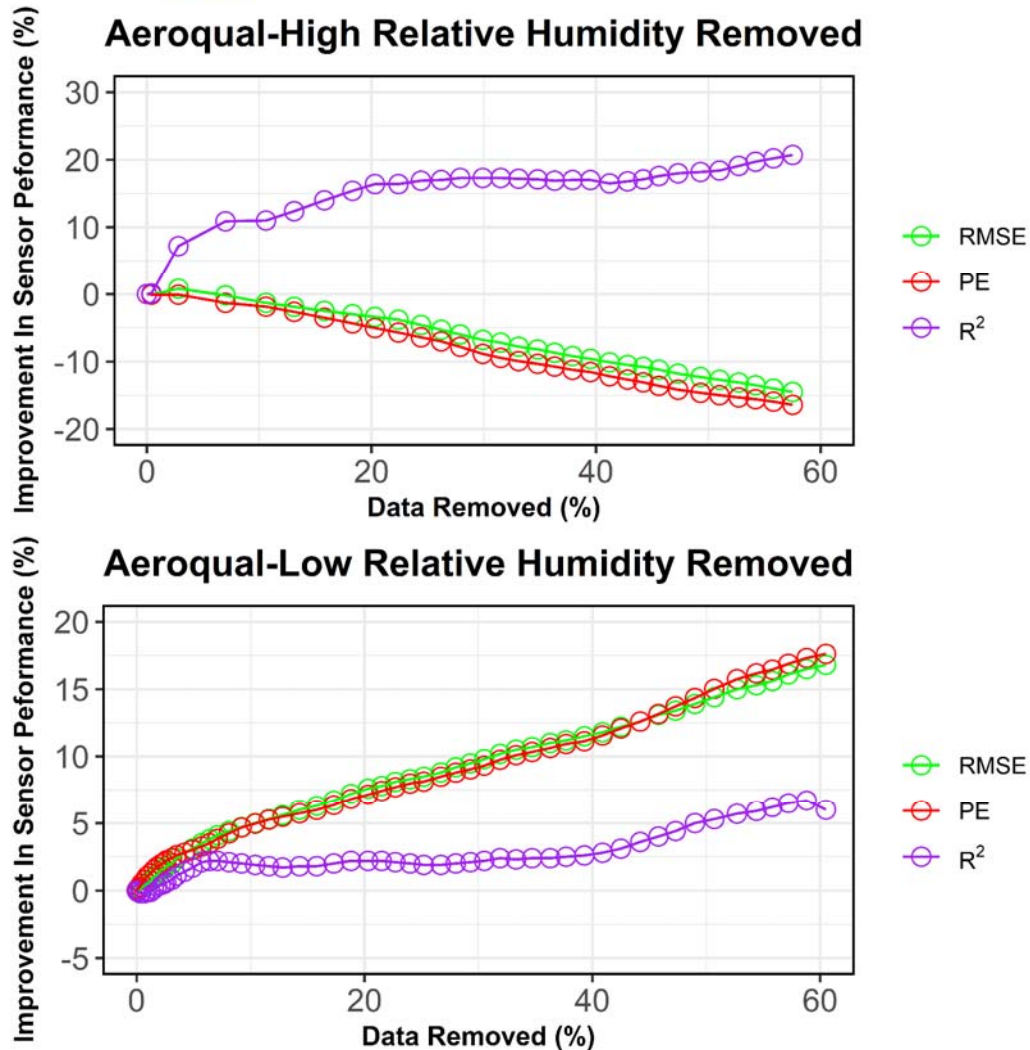 Aeroqual-High Relative Humidity Removed
Improvement In Sensor Peformance (%)
30
20
10
0
-10
-20
0
20
40
60
Data Removed (%)
RMSE
PE
R²
Aeroqual-Low Relative Humidity Removed
Improvement In Sensor Peformance (%)
20
15
10
5
0
-5
0
20
40
60
Data Removed (%)
RMSE
PE
R²